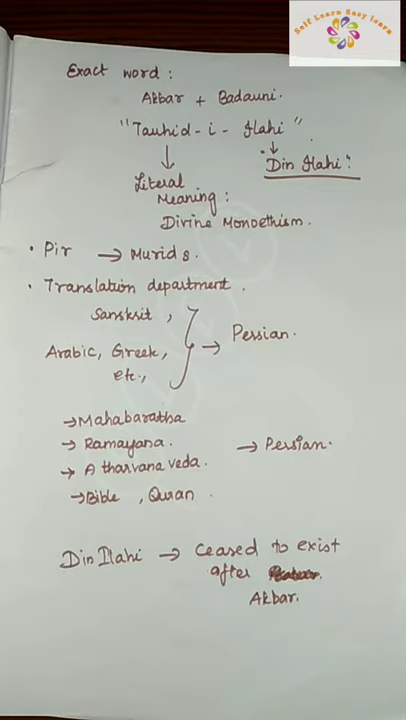 Self Learn Easy learn
Exact word :
Akbar + Badauni.
"Tauhid-i-Ilahi"
↓ ↓
Din Ilahi?
Literal
Meaning :
Divine Monoethism.
• Pir → Murids.
• Translation department.
Sanskrit,
Arabic, Greek, → Persian.
etc.,
→ Mahabaratha
→ Ramayana. → Persian.
→ Atharvana veda.
→ Bible, Quran.
Din Ilahi → Ceased to exist
after
Akbar.